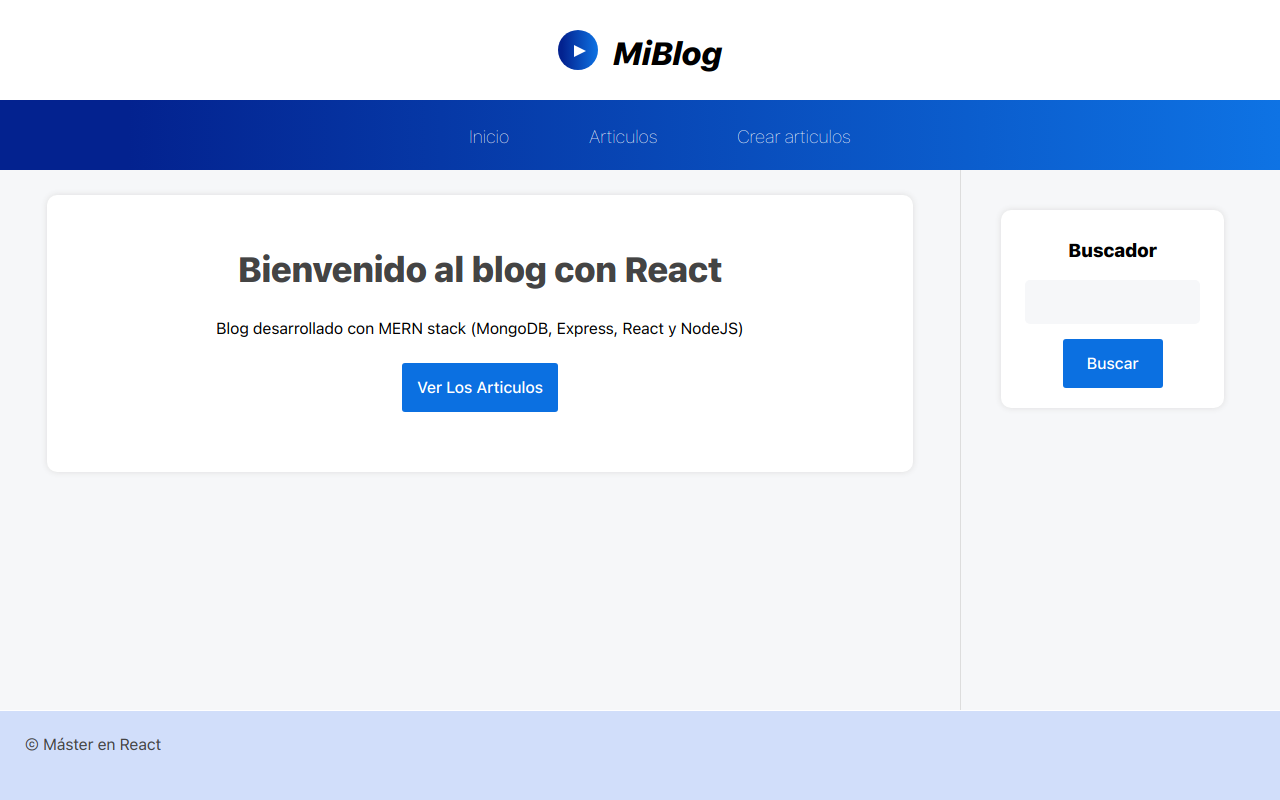 MiBlog
Inicio Articulos Crear articulos
Bienvenido al blog con React
Blog desarrollado con MERN stack (MongoDB, Express, React y NodeJS)
Ver Los Articulos
Buscador
Buscar
© Máster en React